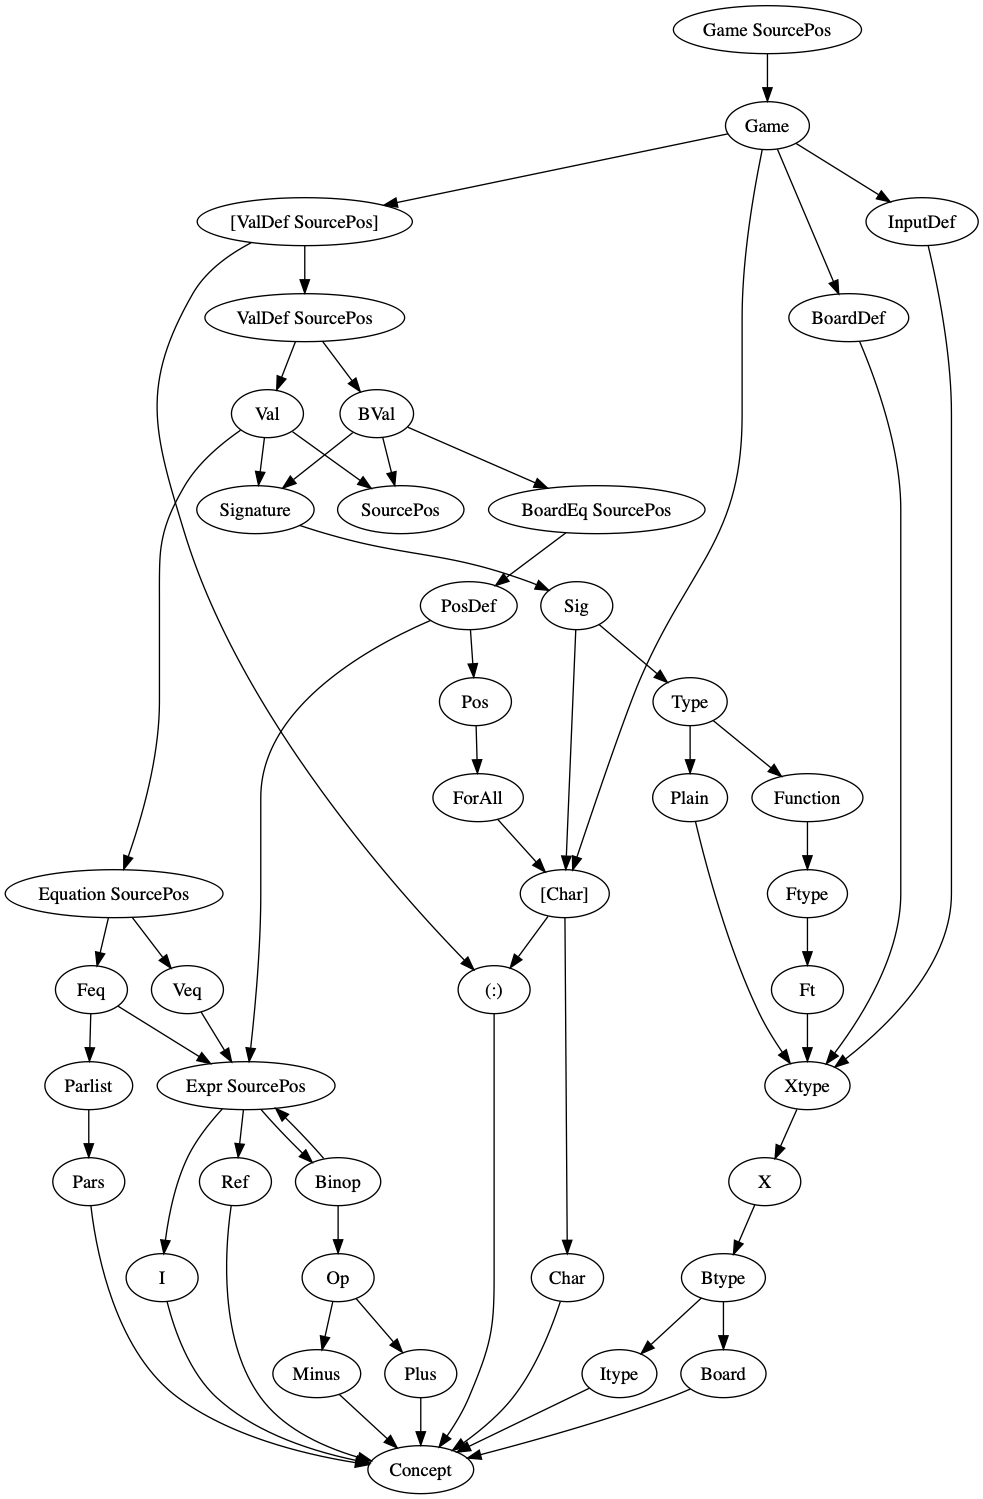 Game SourcePos
Game
[ValDef SourcePos]
InputDef
ValDef SourcePos
BoardDef
Val
BVal
Signature
SourcePos
BoardEq SourcePos
PosDef
Sig
Pos
Type
ForAll
Plain
Function
Equation SourcePos
[Char]
Ftype
Feq
Veq
(:)
Ft
Parlist
Expr SourcePos
Xtype
Pars
Ref
Binop
X
I
Op
Char
Btype
Minus
Plus
Itype
Board
Concept